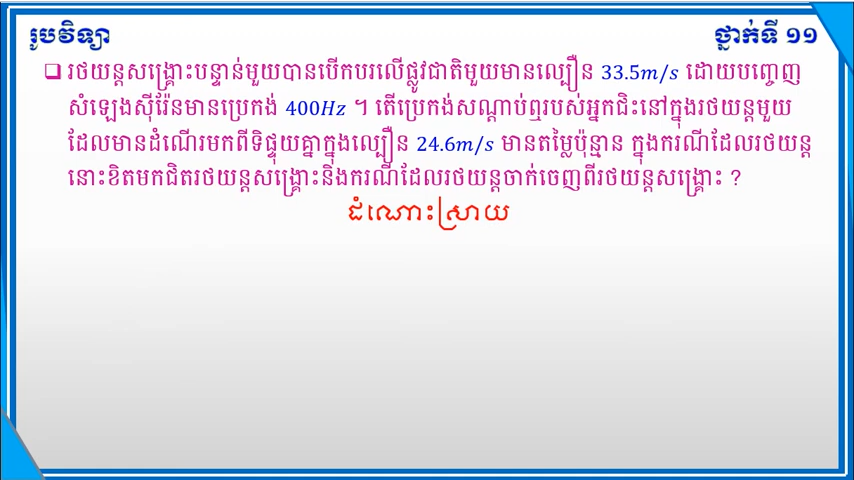 រូបវិទ្យា
ថ្នាក់ទី ១១
❑ រថយន្តសង្គ្រោះបន្ទាន់មួយបានបើកបរលើផ្លូវជាតិមួយមានល្បឿន 33.5m/s ដោយបញ្ចេញ
សំឡេងស៊ីរ៉ែនមានប្រេកង់ 400Hz ។ តើប្រេកង់សណ្តាប់ឮរបស់អ្នកជិះនៅក្នុងរថយន្តមួយ
ដែលមានដំណើរមកពីទិផ្ទុយគ្នាក្នុងល្បឿន 24.6m/s មានតម្លៃប៉ុន្មាន ក្នុងករណីដែលរថយន្ត
នោះខិតមកជិតរថយន្តសង្គ្រោះនិងករណីដែលរថយន្តចាក់ចេញពីរថយន្តសង្គ្រោះ ?
ដំណោះស្រាយ